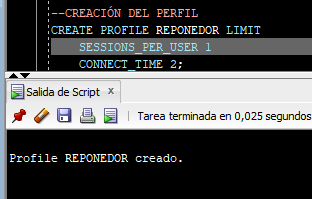 --CREACIÓN DEL PERFIL
CREATE PROFILE REPONEDOR LIMIT
SESSIONS_PER_USER 1
CONNECT_TIME 2;
Salida de Script x
Tarea terminada en 0,025 segundos
Profile REPONEDOR creado.